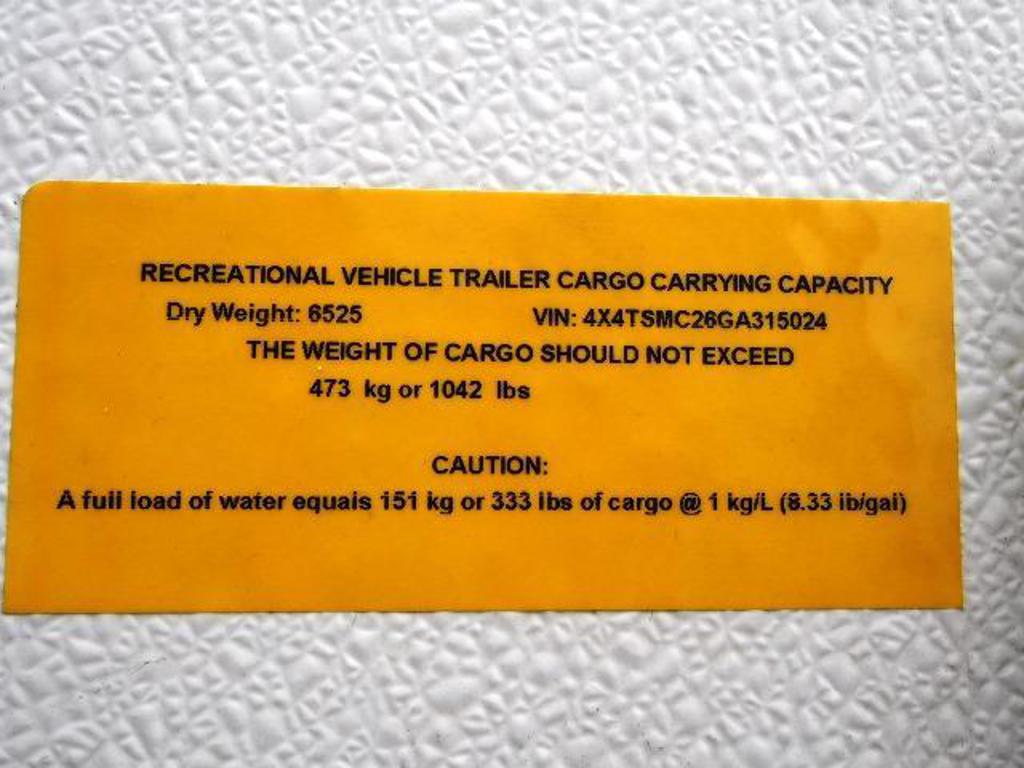 RECREATIONAL VEHICLE TRAILER CARGO CARRYING CAPACITY
Dry Weight: 6525 VIN: 4X4TSMC26GA315024
THE WEIGHT OF CARGO SHOULD NOT EXCEED
473 kg or 1042 lbs
CAUTION:
A full load of water equals 151 kg or 333 lbs of cargo @ 1 kg/L (8.33 lb/gal)